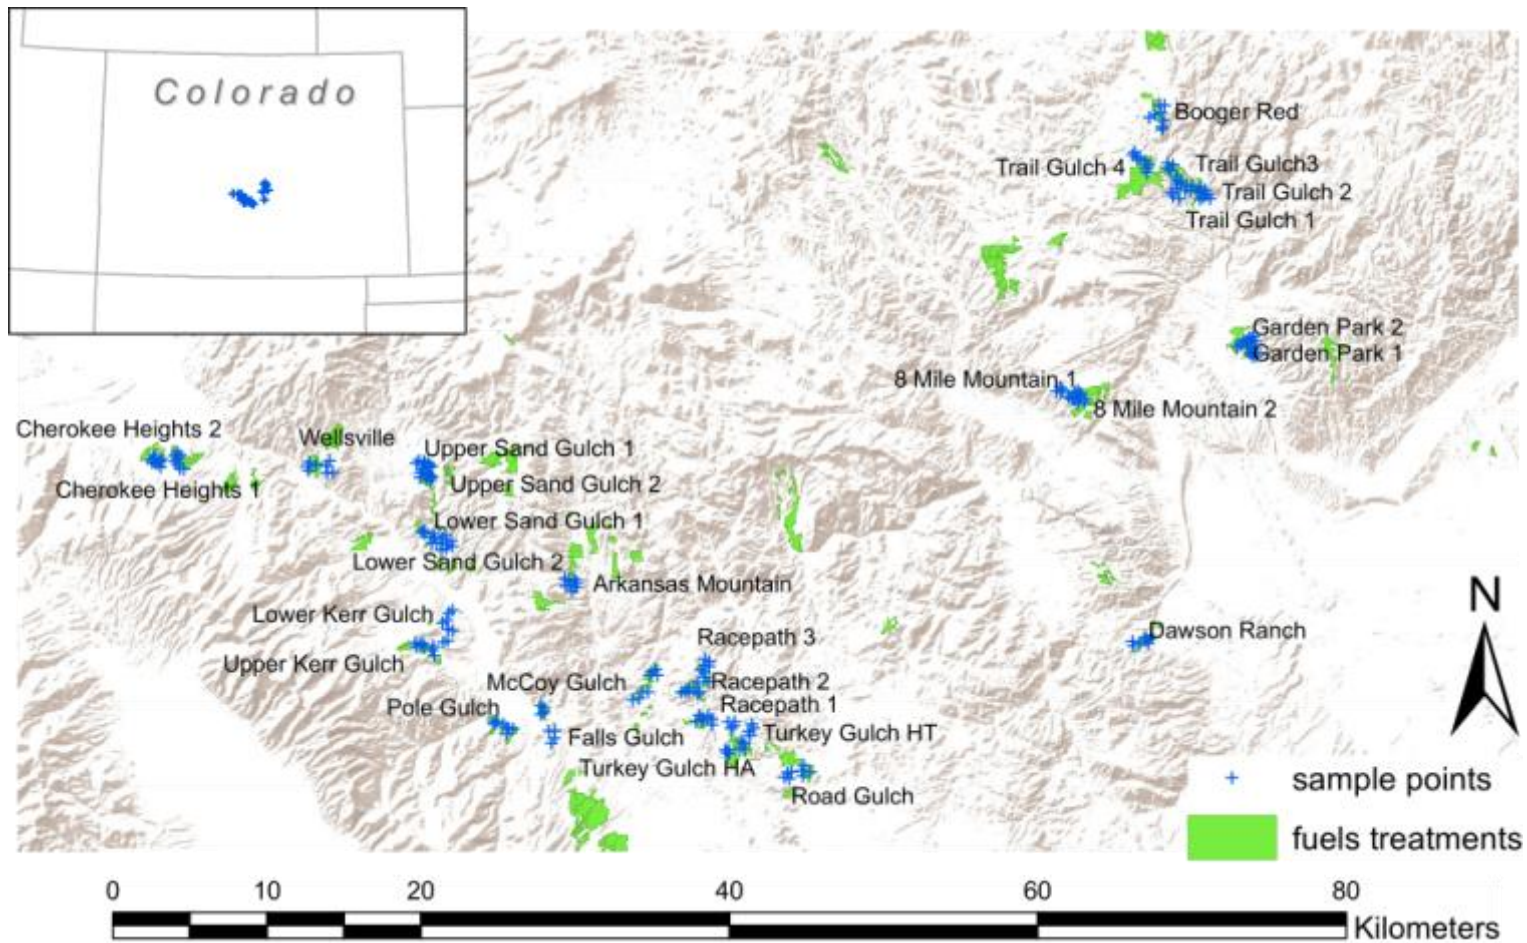 Colorado
Booger Red
Trail Gulch 4
Trail Gulch3
Trail Gulch 2
Trail Gulch 1
Garden Park 2
Garden Park 1
8 Mile Mountain 1
8 Mile Mountain 2
Cherokee Heights 2
Wellsville
Upper Sand Gulch 1
Cherokee Heights 1
Upper Sand Gulch 2
Lower Sand Gulch 1
Lower Sand Gulch 2
Arkansas Mountain
Lower Kerr Gulch
Upper Kerr Gulch
Racepath 3
Dawson Ranch
McCoy Gulch
Racepath 2
Racepath 1
Pole Gulch
Falls Gulch
Turkey Gulch HT
Turkey Gulch HA
Road Gulch
N
sample points
fuels treatments
0 10 20 40 60 80
Kilometers